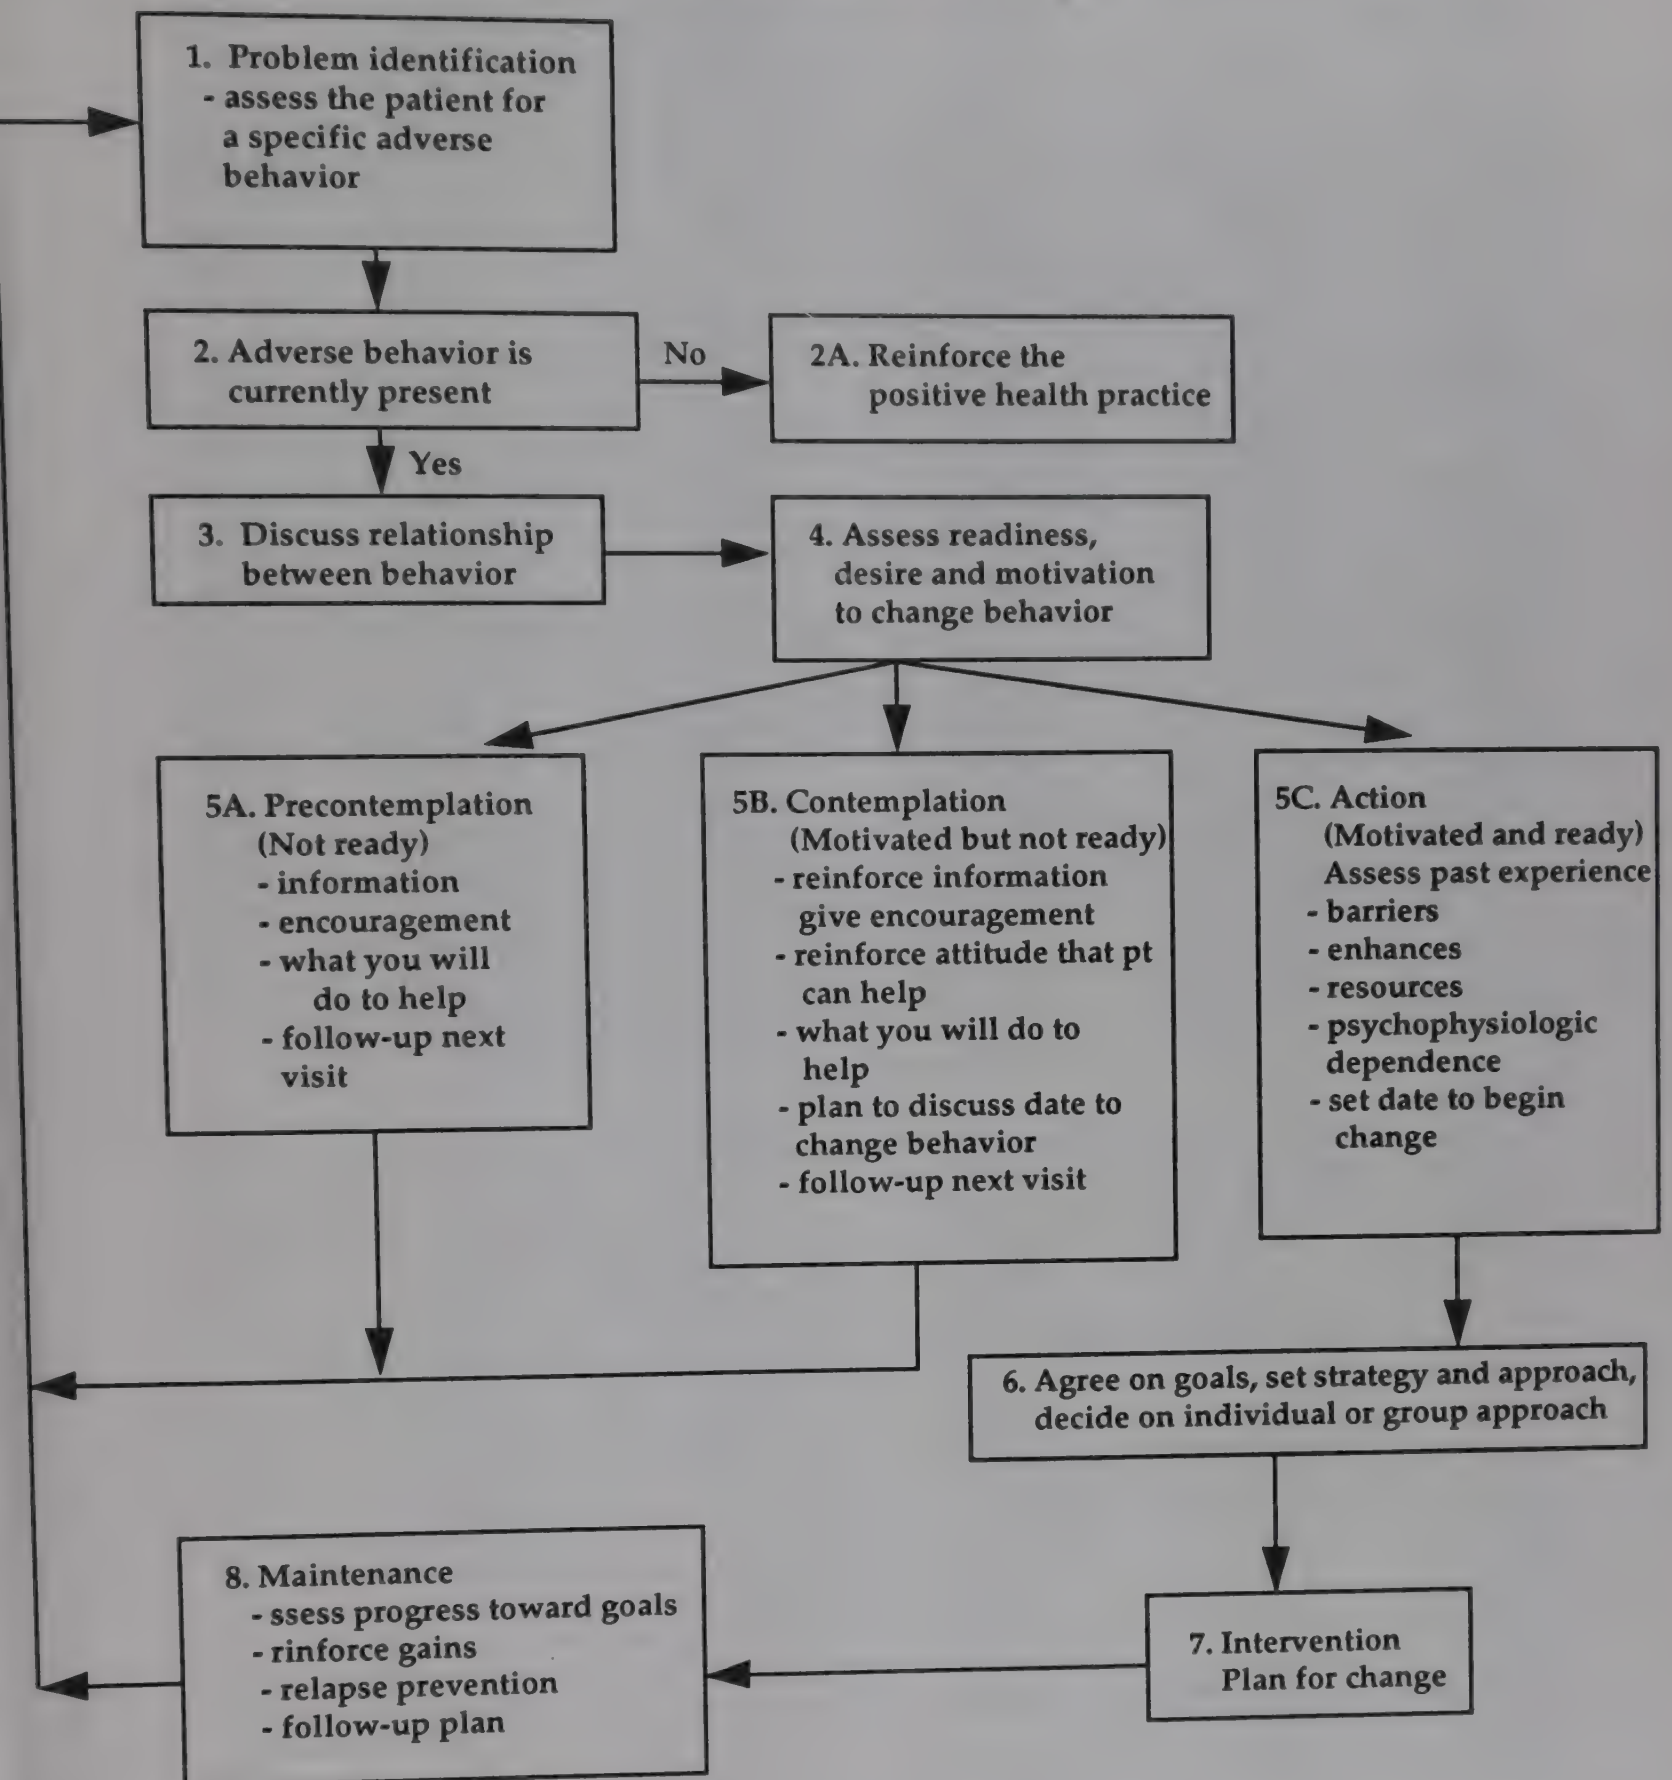 1. Problem identification
- assess the patient for
a specific adverse
behavior
2. Adverse behavior is
currently present
No
2A. Reinforce the
positive health practice
Yes
3. Discuss relationship
between behavior
4. Assess readiness,
desire and motivation
to change behavior
5A. Precontemplation
(Not ready)
- information
- encouragement
- what you will
do to help
- follow-up next
visit
5B. Contemplation
(Motivated but not ready)
- reinforce information
give encouragement
- reinforce attitude that pt
can help
- what you will do to
help
- plan to discuss date to
change behavior
- follow-up next visit
5C. Action
(Motivated and ready)
Assess past experience
- barriers
- enhances
- resources
- psychophysiologic
dependence
- set date to begin
change
6. Agree on goals, set strategy and approach,
decide on individual or group approach
7. Intervention
Plan for change
8. Maintenance
- ssess progress toward goals
- rinforce gains
- relapse prevention
- follow-up plan